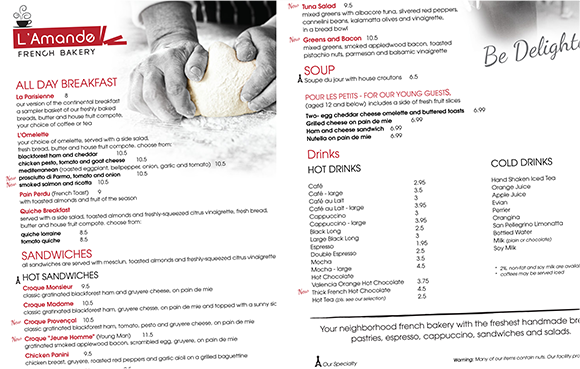 L'Amande
FRENCH BAKERY
ALL DAY BREAKFAST
La Parisienne 8
our version of the continental breakfast
a sampler basket of our freshly baked
breads, butter and house fruit compote,
your choice of coffee or tea
L'Omelette
your choice of omelette, served with a side salad,
fresh bread, butter and house fruit compote, choose from:
blackforest ham and cheddar 10.5
chicken pesto, tomato and goat cheese 10.5
mediterranean (roasted eggplant, bellpepper, onion, garlic and tomato) 10.5
New prosciutto di Parma, tomato and onion 10.5
New smoked salmon and ricotta 10.5
Pain Perdu (French Toast) 9
with toasted almonds and fruit of the season
Quiche Breakfast
served with a side salad, toasted almonds and freshly-squeezed citrus vinaigrette, fresh bread,
butter and house fruit compote. choose from:
quiche lorraine 8.5
tomato quiche 8.5
SANDWICHES
all sandwiches are served with mesclun, toasted almonds and freshly-squeezed citrus vinaigrette
HOT SANDWICHES
Croque Monsieur 9.5
classic gratinated blackforest ham, gruyere cheese, on pain de mie
Croque Madame 10.5
classic gratinated blackforest ham, gruyere cheese, on pain de mie and topped with a sunny sid
New Croque Provençal 10.5
classic gratinated blackforest ham, tomato, pesto and gruyere cheese, on pain de mie
New Croque "Jeune Homme" (Young Man) 11.5
gratinated smoked applewood bacon, scrambled egg, gruyere, on pain de mie
Chicken Panini 9.5
chicken breast, gruyere, roasted red peppers and garlic aioli on a grilled baguettine
New Tuna Salad 9.5
mixed greens with albacore tuna, slivered red peppers,
cannelini beans, kalamatta olives and vinaigrette,
in a bread bowl
New Greens and Bacon 10.5
mixed greens, smoked appledwood bacon, toasted
pistachio nuts, parmesan and balsamic vinaigrette
SOUP
Soupe du jour with house croutons 6.5
POUR LES PETITS - FOR OUR YOUNG GUESTS,
(aged 12 and below) includes a side of fresh fruit slices
Two- egg cheddar cheese omelette and buttered toasts 6.99
Grilled cheese on pain de mie 6.99
Ham and cheese sandwich 6.99
Nutella on pain de mie 6.99
Drinks
HOT DRINKS
Café 2.95
Café - large 3.5
Café au Lait 3
Café au Lait - large 3.95
Cappuccino 3
Cappuccino - large 3.95
Black Long 2.5
Large Black Long 3
Espresso 1.95
Double Espresso 2.5
Mocha 3.5
Mocha - large 4.5
Hot Chocolate
Valencia Orange Hot Chocolate 3.75
New Thick French Hot Chocolate 4.5
Hot Tea (pls. see our selection) 2.5
Be Delight
COLD DRINKS
Hand Shaken Iced Tea
Orange Juice
Apple Juice
Evian
Perrier
Orangina
San Pellegrino Limonatta
Bottled Water
Milk (plain or chocolate)
Soy Milk
* 2%, non-fat and soy milk are availa
* coffees may be served iced
Your neighborhood french bakery with the freshest handmade bre
pastries, espresso, cappuccino, sandwiches and salads.
Our Specialty
Warning: Many of our items contain nuts. Our facility pro